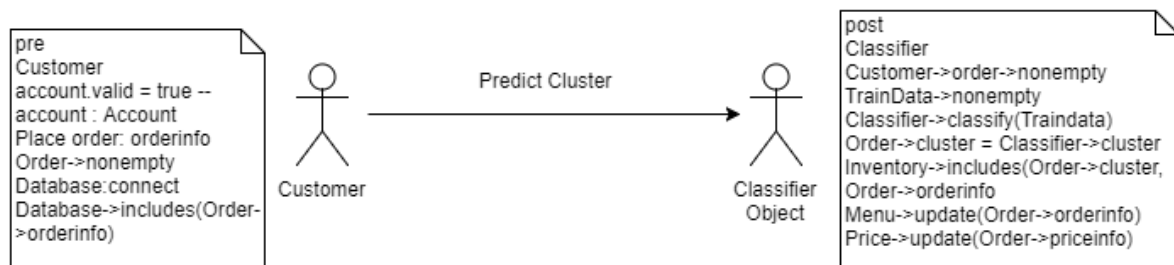 pre
Customer
account.valid = true --
account : Account
Place order: orderinfo
Order->nonempty
Database:connect
Database->includes(Order-
>orderinfo)
Customer
Predict Cluster
Classifier
Object
post
Classifier
Customer->order->nonempty
TrainData->nonempty
Classifier->classify(Traindata)
Order->cluster = Classifier->cluster
Inventory->includes(Order->cluster,
Order->orderinfo
Menu->update(Order->orderinfo)
Price->update(Order->priceinfo)